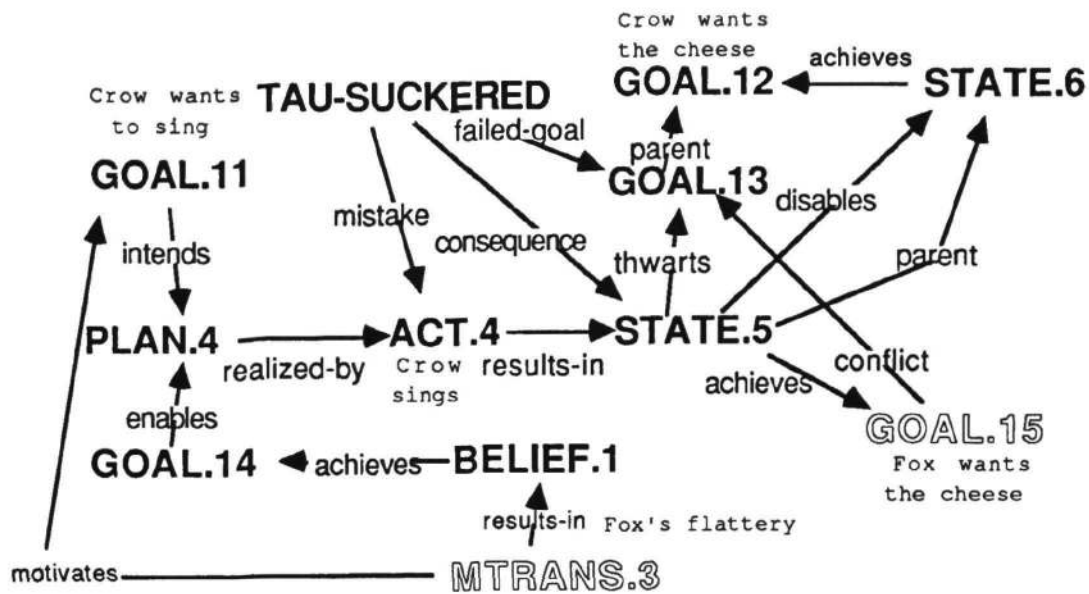 Crow wants
the cheese
GOAL.12
achieves
STATE.6
Crow wants
to sing
TAU-SUCKERED
failed-goal
parent
GOAL.11
GOAL.13
mistake
disables
consequence
intends
thwarts
parent
PLAN.4
realized-by
ACT.4
Crow
sings
results-in
STATE.5
achieves
conflict
enables
GOAL.15
Fox wants
the cheese
GOAL.14
achieves
BELIEF.1
results-in
Fox's flattery
motivates
MTRANS.3